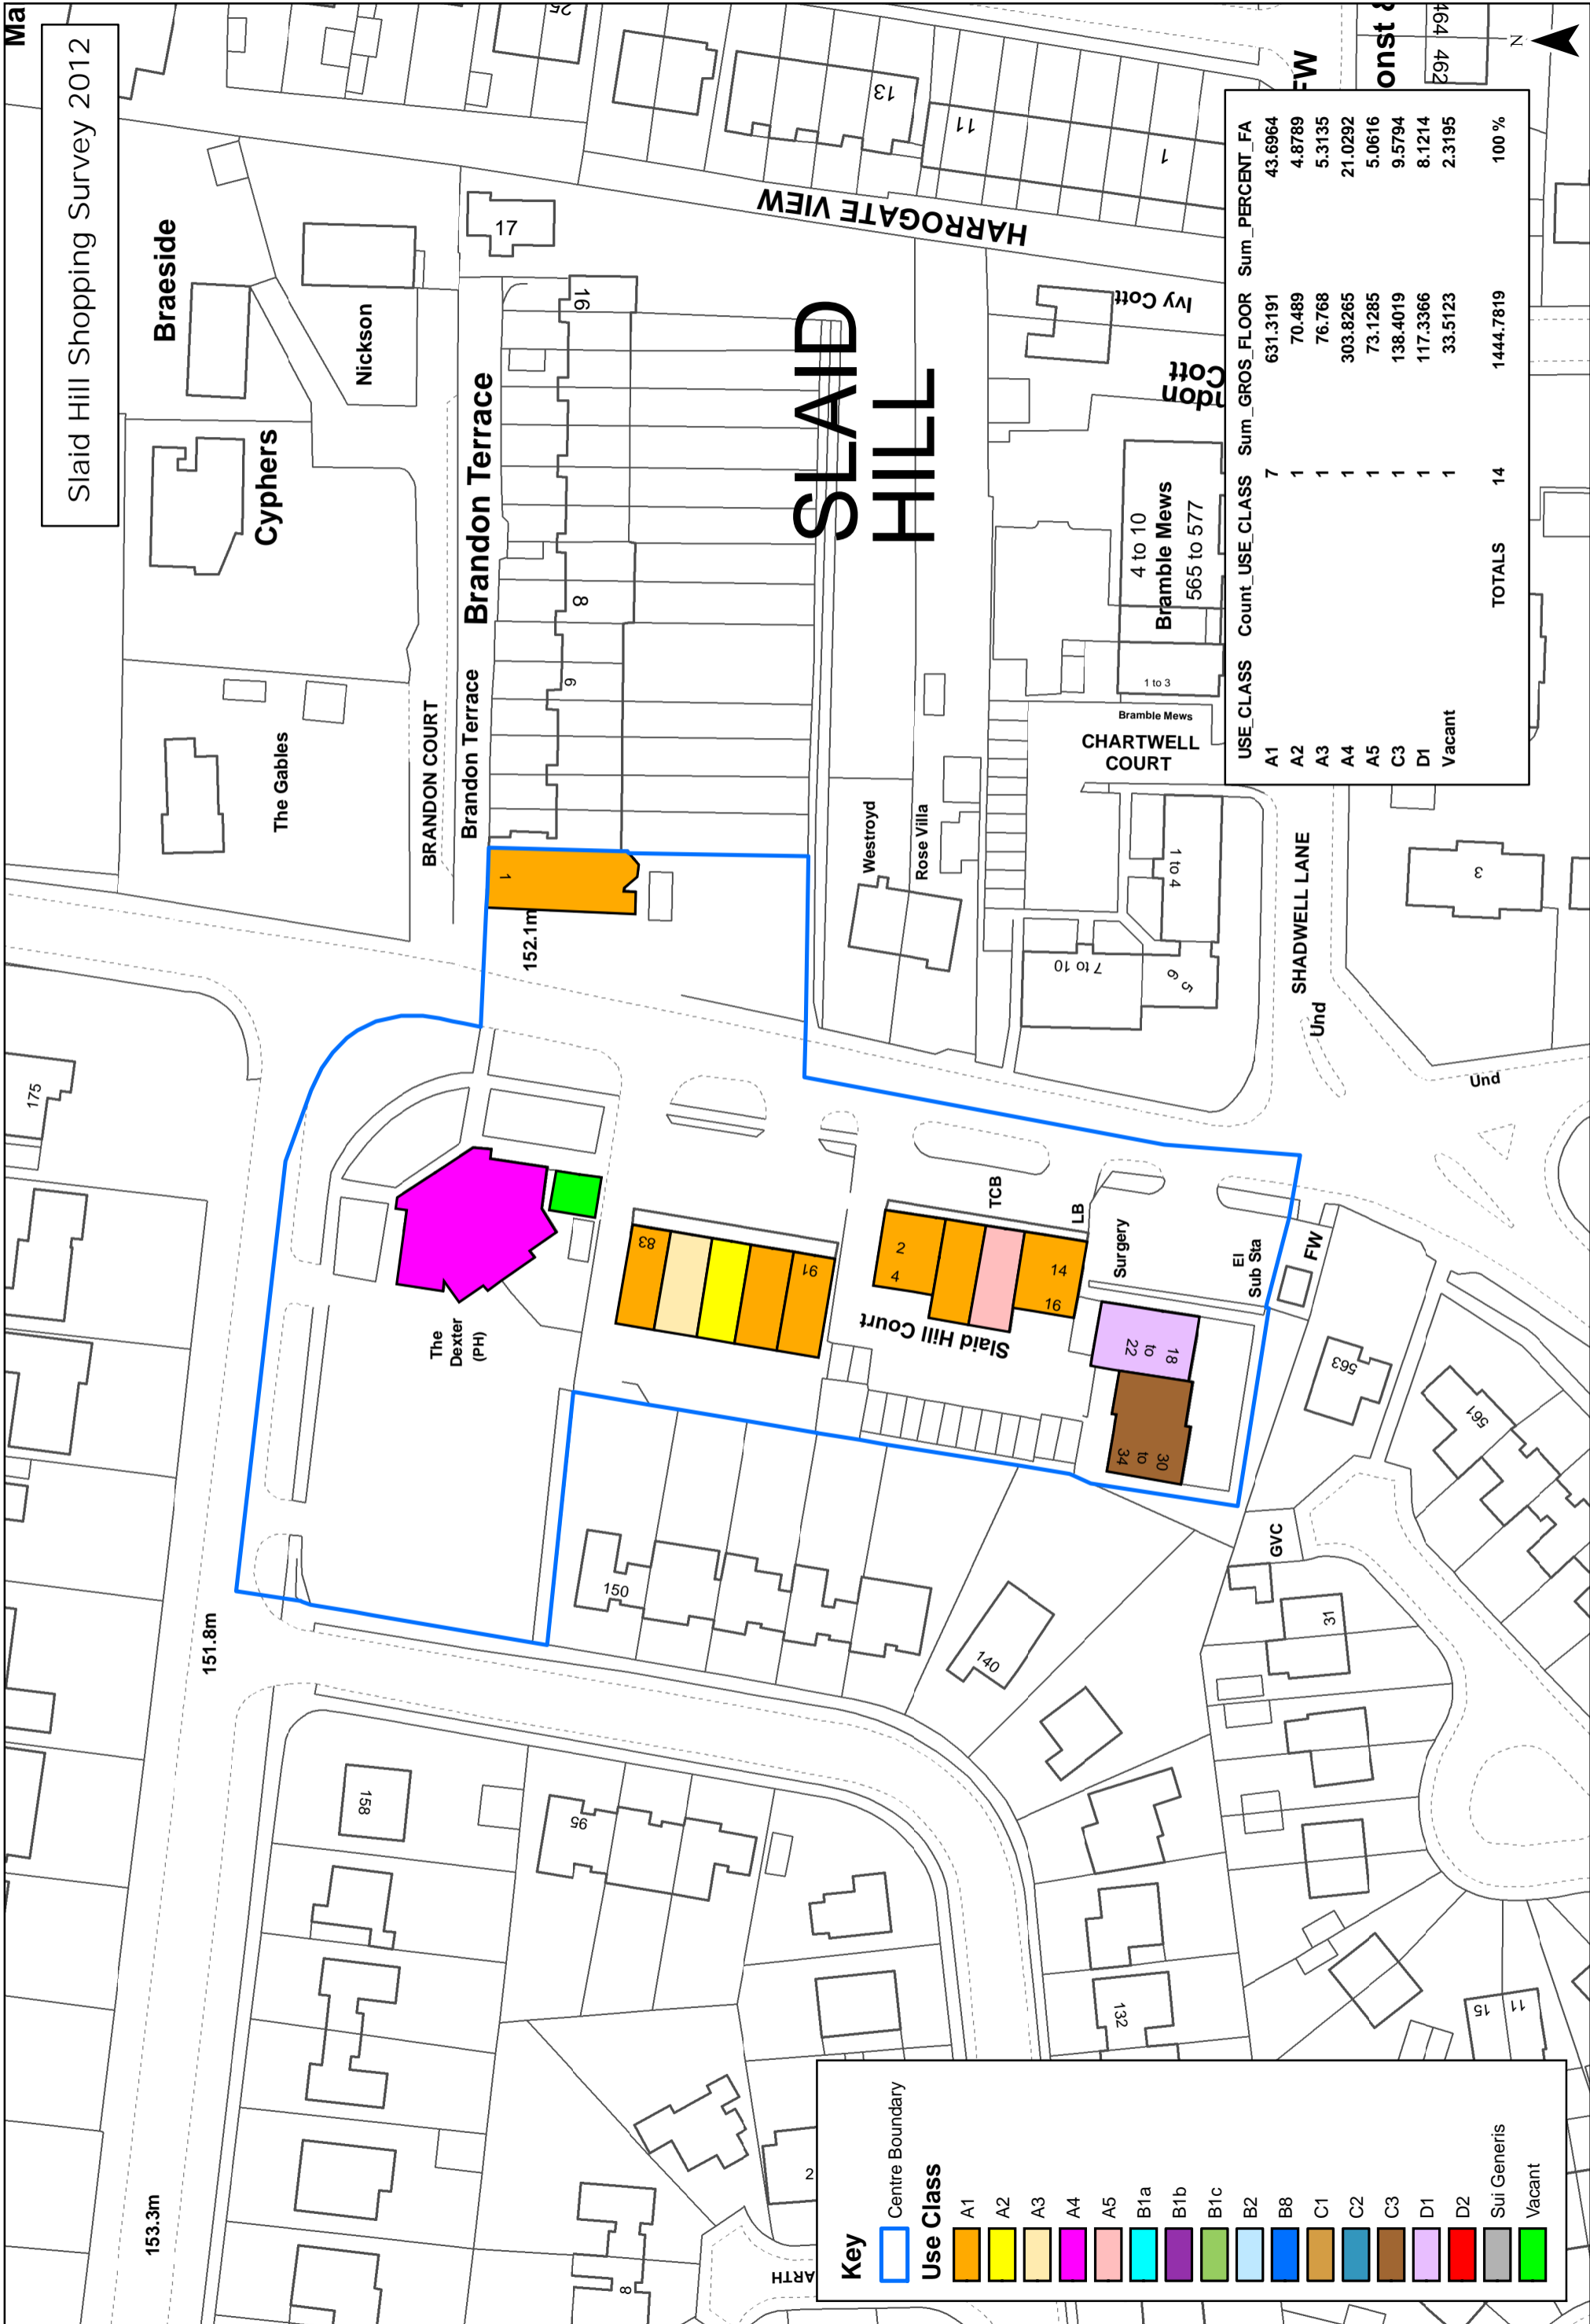 Slaid Hill Shopping Survey 2012
Ma
25
13
11
1
HARROGATE VIEW
17
Braeside
Nickson
Cyphers
The Gables
BRANDON COURT
Brandon Terrace
Brandon Terrace
16
8
6
1
152.1m
SLAID
HILL
Ivy Cott
Cott
4 to 10
Bramble Mews
565 to 577
1 to 3
Bramble Mews
CHARTWELL
COURT
Westroyd
Rose Villa
1 to 4
7 to 10
6
5
SHADWELL LANE
Und
Und
3
FW
onst &
464 462
N
USE_CLASS Count_USE_CLASS Sum_GROS_FLOOR Sum_PERCENT_FA
A1 7 631.3191 43.6964
A2 1 70.489 4.8789
A3 1 76.768 5.3135
A4 1 303.8265 21.0292
A5 1 73.1285 5.0616
C3 1 138.4019 9.5794
D1 1 117.3366 8.1214
Vacant 1 33.5123 2.3195
TOTALS 14 1444.7819 100 %
175
The
Dexter
(PH)
83
91
2
4
TCB
LB
14
16
Slaid Hill Court
Surgery
El
Sub Sta
FW
18
to
22
30
to
34
563
561
GVC
31
150
140
151.8m
153.3m
158
95
132
15
11
8
2
ARTH
Key
Centre Boundary
Use Class
A1
A2
A3
A4
A5
B1a
B1b
B1c
B2
B8
C1
C2
C3
D1
D2
Sui Generis
Vacant